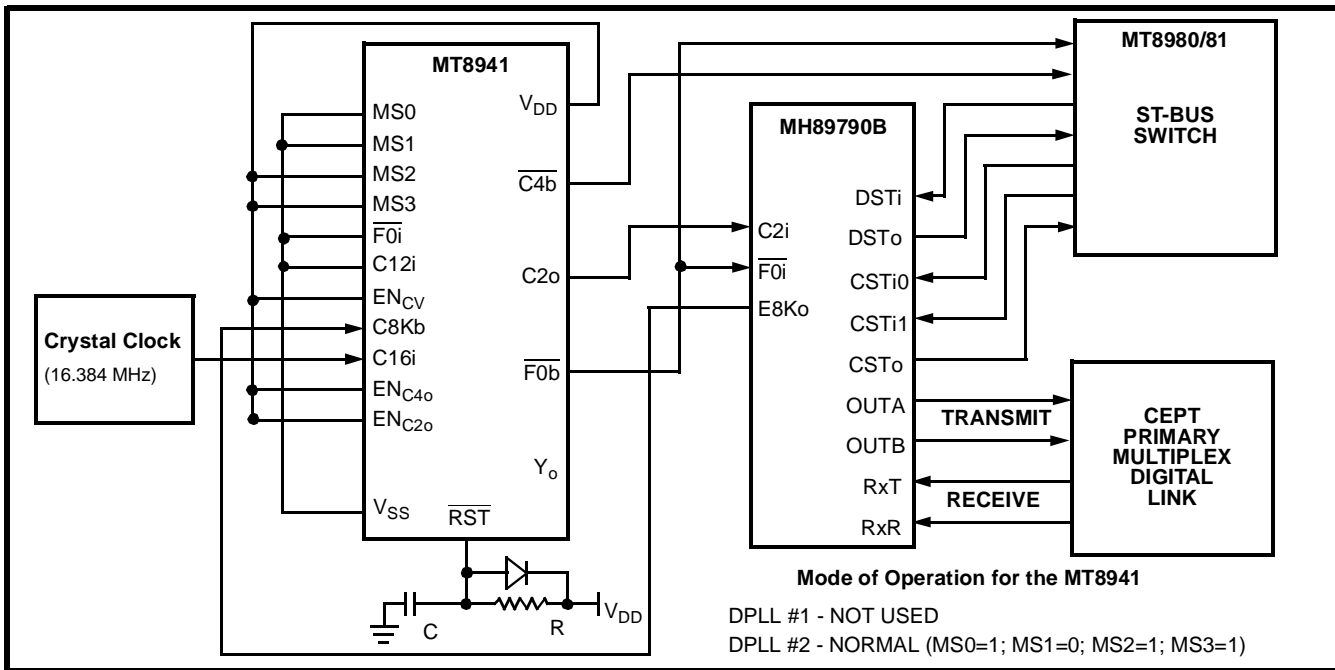 MT8941
MS0
MS1
MS2
MS3
F0i
C12i
ENCV
C8Kb
C16i
ENC4o
ENC2o
VSS
RST
VDD
C4b
C2o
F0b
Yo
Crystal Clock
(16.384 MHz)
C
R
VDD
MH89790B
C2i
F0i
E8Ko
DSTi
DSTo
CSTi0
CSTi1
CSTo
OUTA
OUTB
RxT
RxR
TRANSMIT
RECEIVE
MT8980/81
ST-BUS
SWITCH
CEPT
PRIMARY
MULTIPLEX
DIGITAL
LINK
Mode of Operation for the MT8941
DPLL #1 - NOT USED
DPLL #2 - NORMAL (MS0=1; MS1=0; MS2=1; MS3=1)